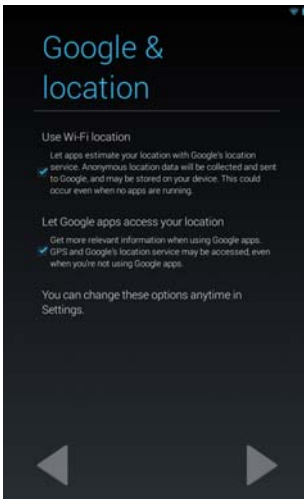 Google &
location
Use Wi-Fi location
Let apps estimate your location with Google's location
service. Anonymous location data will be collected and sent
to Google, and may be stored on your device. This could
occur even when no apps are running.
Let Google apps access your location
Get more relevant information when using Google apps.
GPS and Google's location service may be accessed, even
when you're not using Google apps.
You can change these options anytime in
Settings.